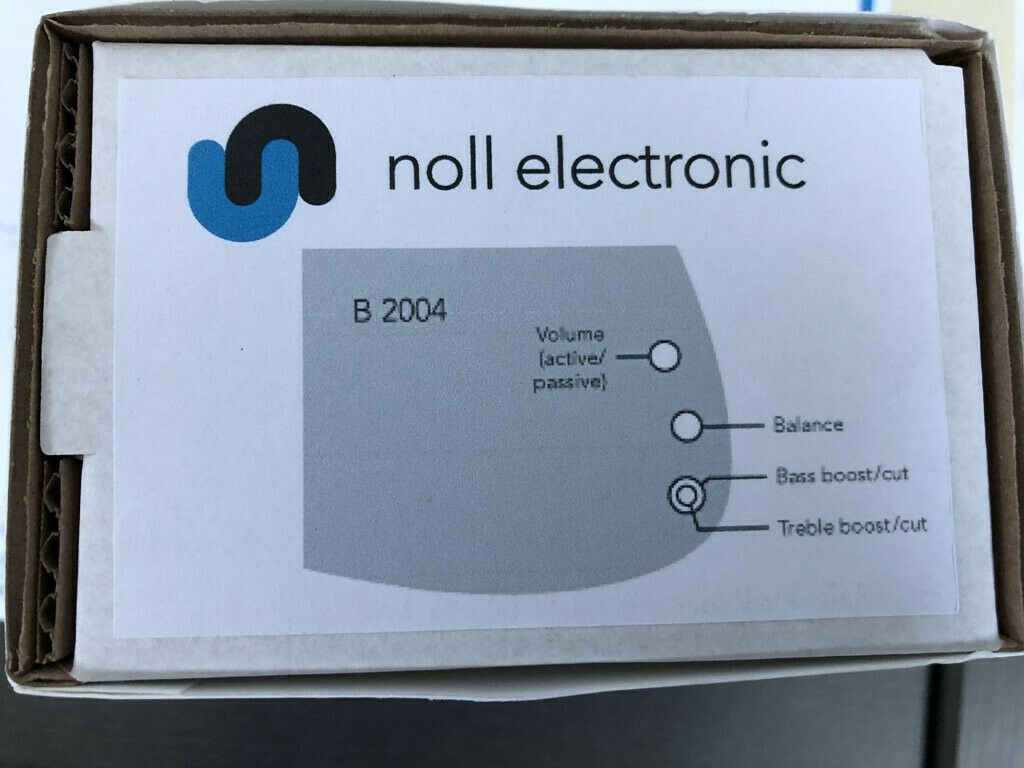 noll electronic
B 2004
Volume
(active/
passive)
Balance
Bass boost/cut
Treble boost/cut